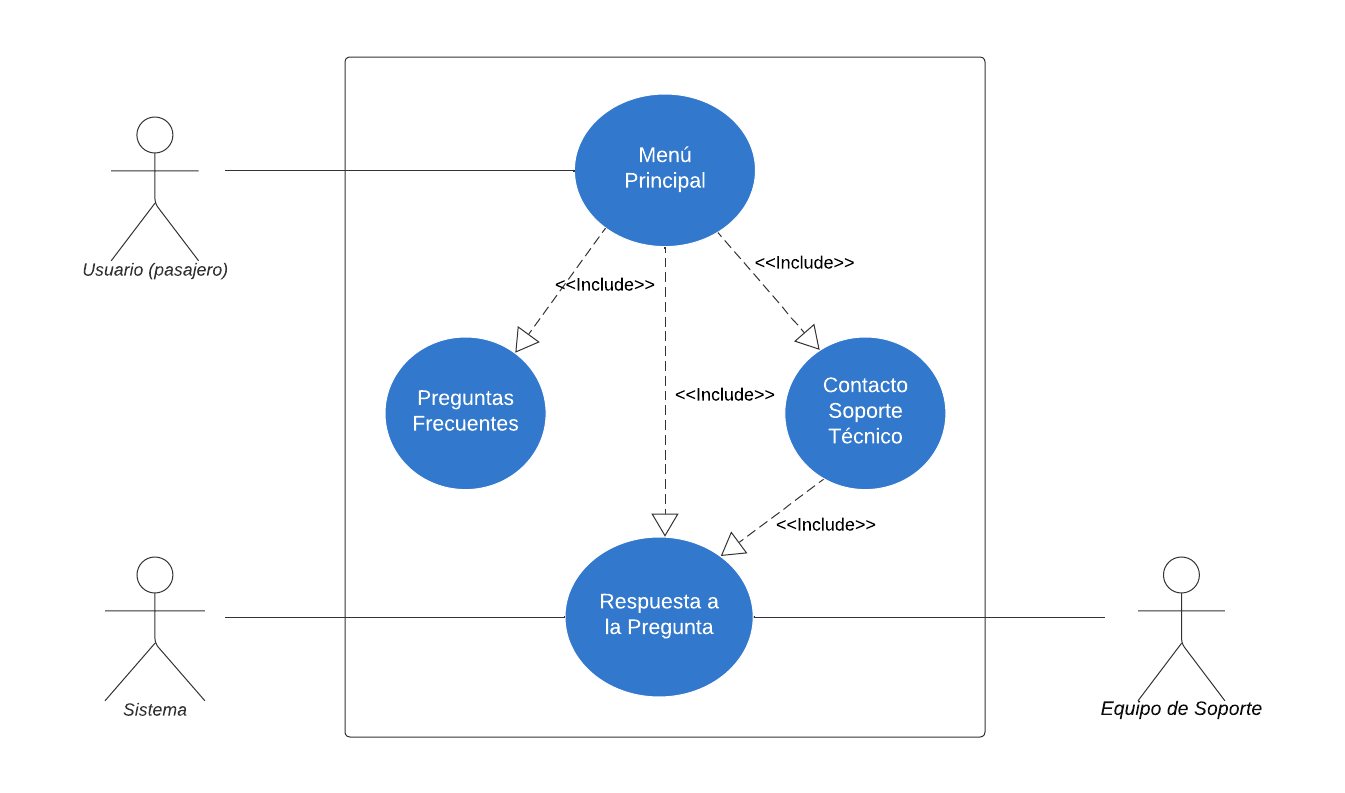 Menú
Principal
Usuario (pasajero)
<<Include>>
<<Include>>
<<Include>>
Preguntas
Frecuentes
Contacto
Soporte
Técnico
<<Include>>
Respuesta a
la Pregunta
Sistema
Equipo de Soporte